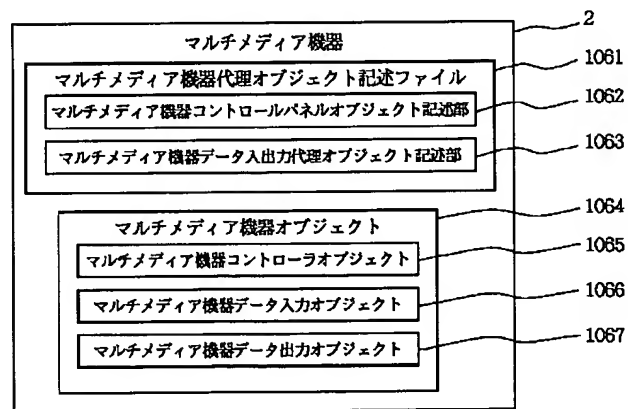 マルチメディア機器
2
マルチメディア機器代理オブジェクト記述ファイル
1061
マルチメディア機器コントロールパネルオブジェクト記述部
1062
マルチメディア機器データ入出力代理オブジェクト記述部
1063
マルチメディア機器オブジェクト
1064
マルチメディア機器コントローラオブジェクト
1065
マルチメディア機器データ入力オブジェクト
1066
マルチメディア機器データ出力オブジェクト
1067